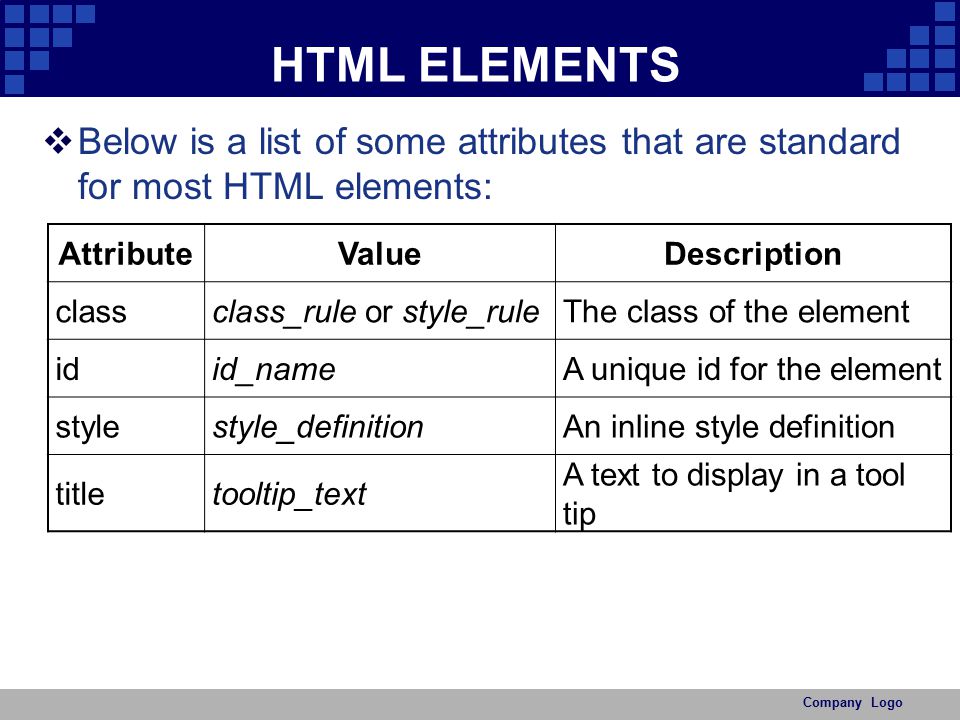 HTML ELEMENTS
Below is a list of some attributes that are standard
for most HTML elements:
Attribute Value Description
class class_rule or style_rule The class of the element
id id_name A unique id for the element
style style_definition An inline style definition
title tooltip_text A text to display in a tool
tip
Company Logo